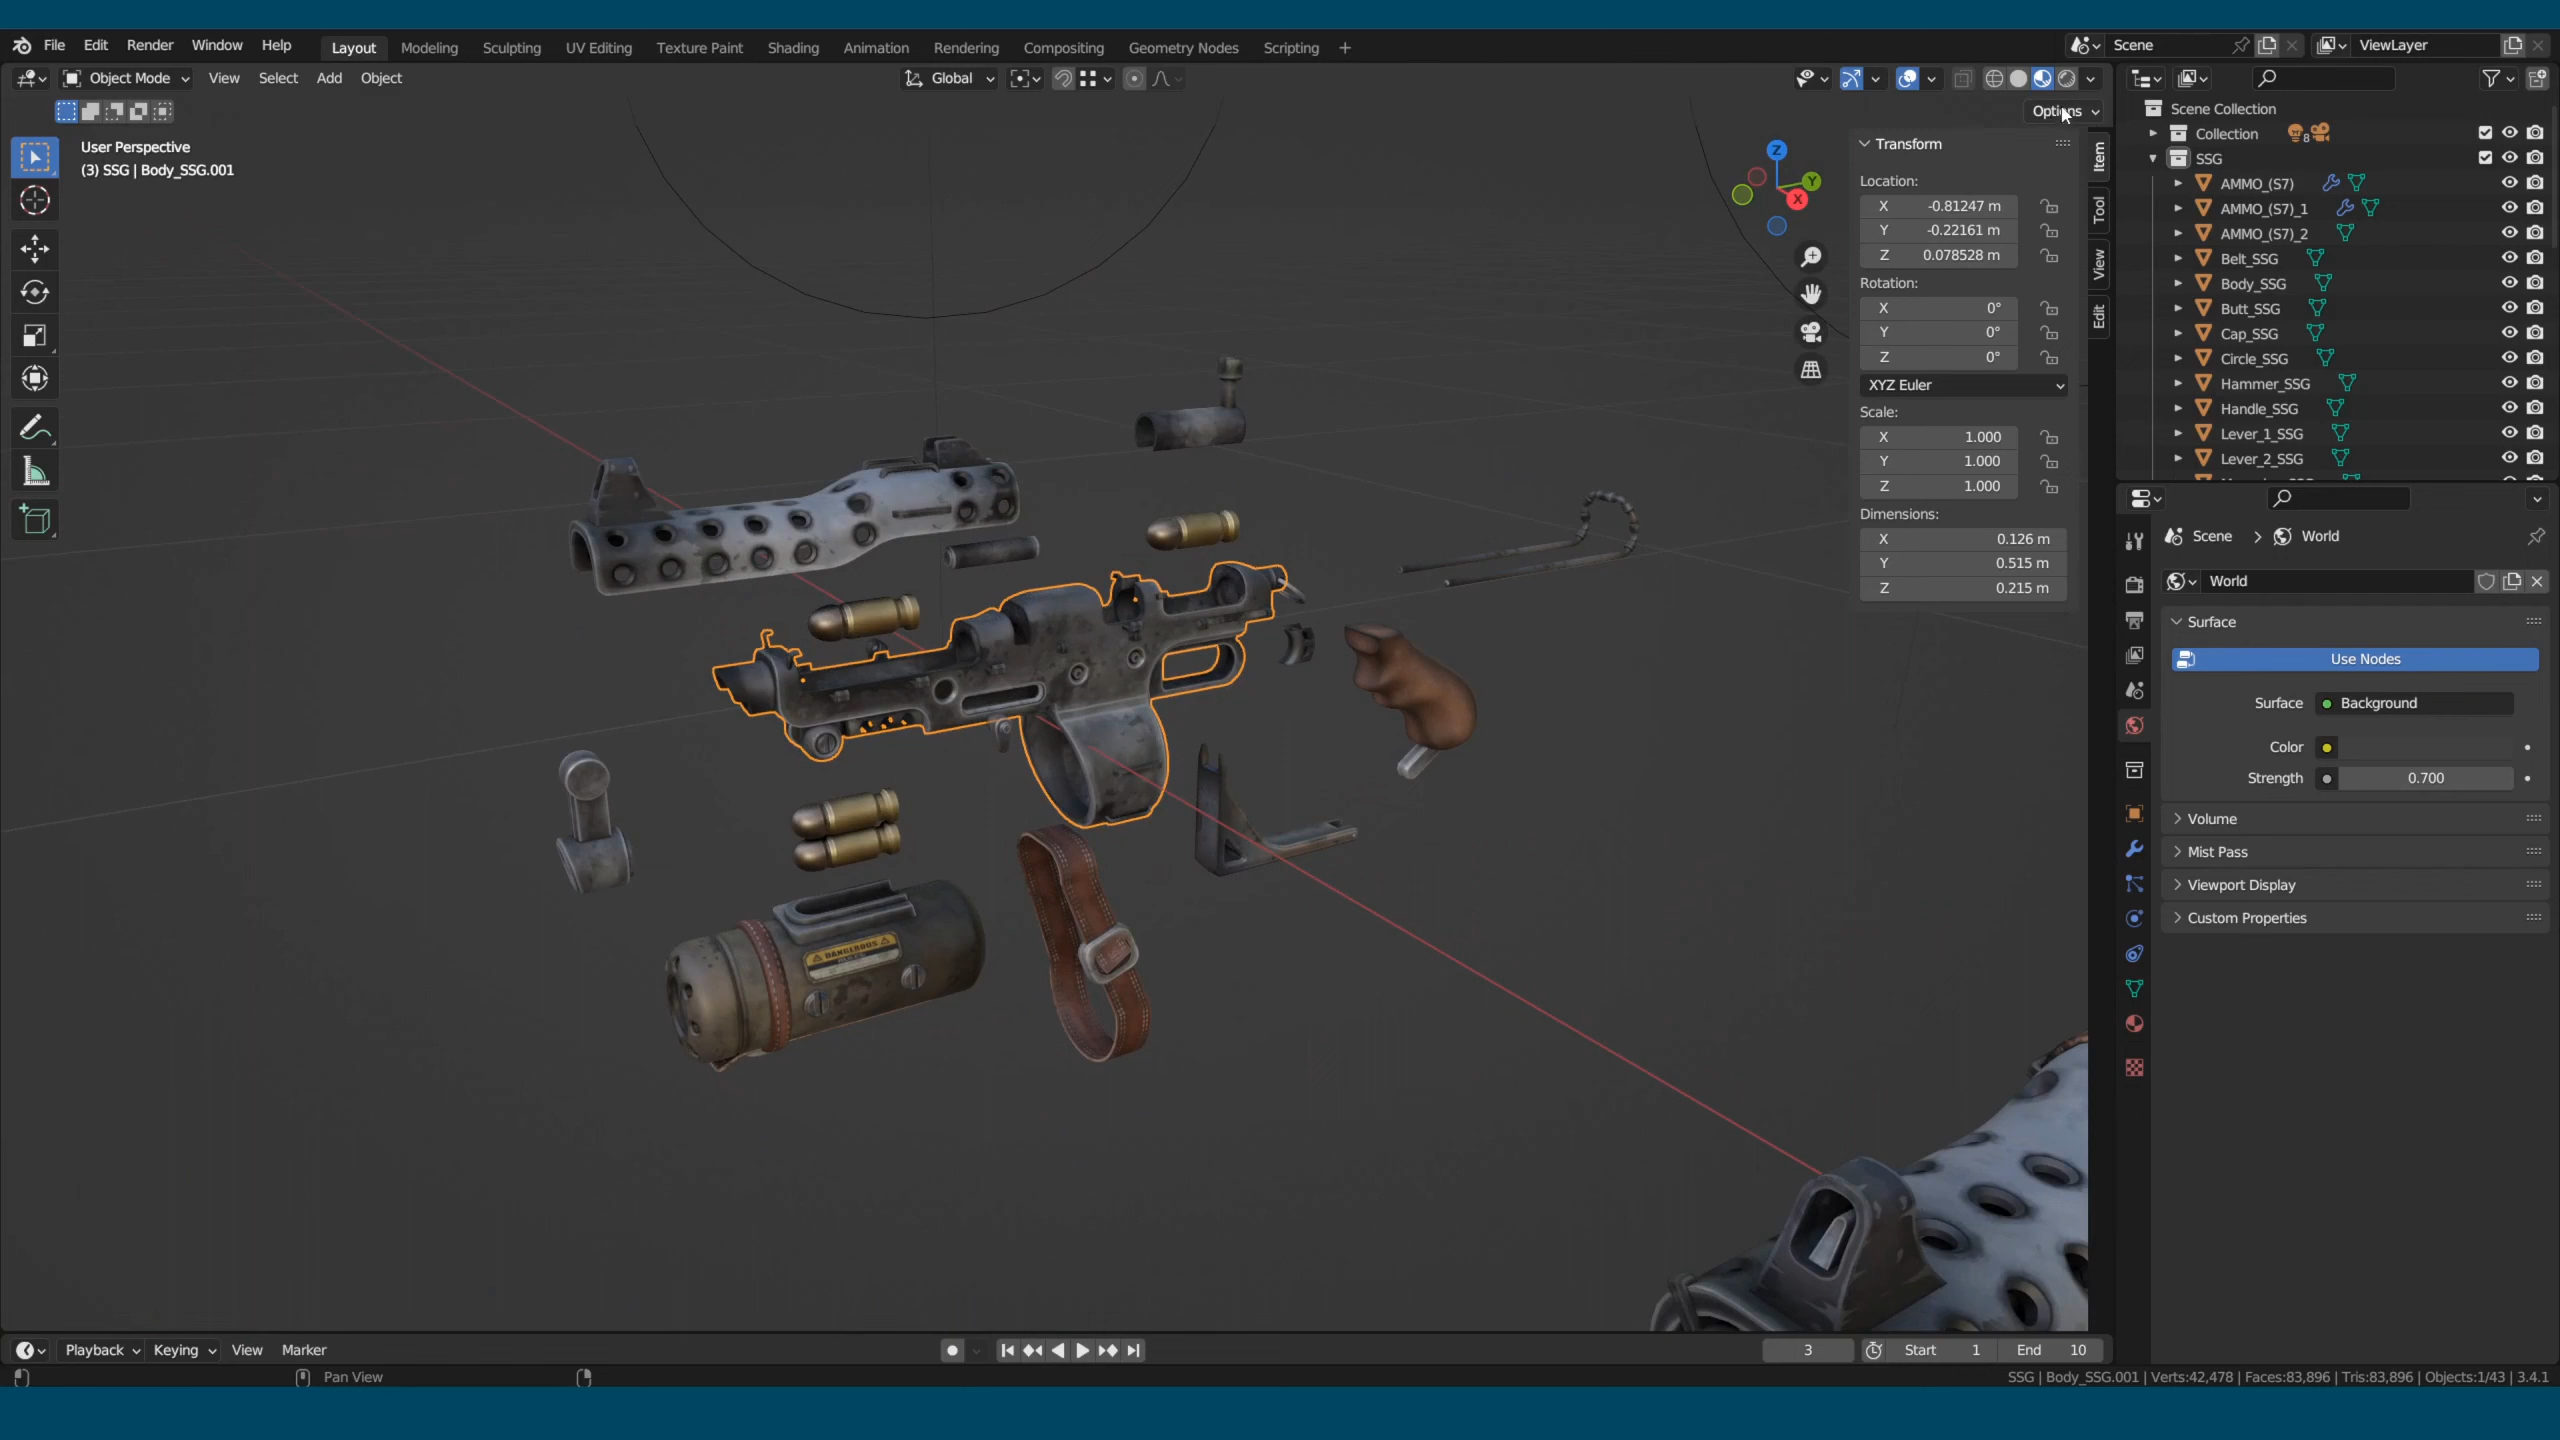 File Edit Render Window Help Layout Modeling Sculpting UV Editing Texture Paint Shading Animation Rendering Compositing Geometry Nodes Scripting + Scene ViewLayer
Object Mode View Select Add Object Global
Options
User Perspective
(3) SSG | Body_SSG.001
Transform
Location:
X -0.81247 m
Y -0.22161 m
Z 0.078528 m
Rotation:
X 0°
Y 0°
Z 0°
XYZ Euler
Scale:
X 1.000
Y 1.000
Z 1.000
Dimensions:
X 0.126 m
Y 0.515 m
Z 0.215 m
Item
Tool
View
Edit
Z
Y
X
Scene Collection
Collection 8
SSG
AMMO_(S7)
AMMO_(S7)_1
AMMO_(S7)_2
Belt_SSG
Body_SSG
Butt_SSG
Cap_SSG
Circle_SSG
Hammer_SSG
Handle_SSG
Lever_1_SSG
Lever_2_SSG
Scene > World
World
Surface
Use Nodes
Surface Background
Color
Strength 0.700
Volume
Mist Pass
Viewport Display
Custom Properties
DANGEROUS
Playback Keying View Marker 3 Start 1 End 10
Pan View
SSG | Body_SSG.001 | Verts:42,478 | Faces:83,896 | Tris:83,896 | Objects:1/43 | 3.4.1